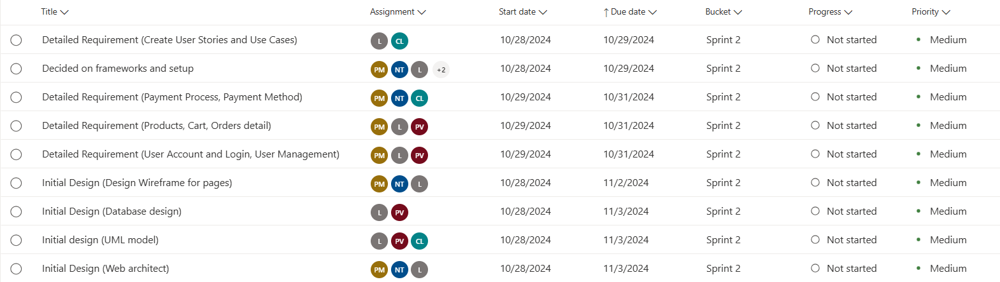 Title Assignment Start date Due date Bucket Progress Priority
Detailed Requirement (Create User Stories and Use Cases) L CL 10/28/2024 10/29/2024 Sprint 2 Not started Medium
Decided on frameworks and setup PM NT L +2 10/28/2024 10/29/2024 Sprint 2 Not started Medium
Detailed Requirement (Payment Process, Payment Method) PM NT CL 10/29/2024 10/31/2024 Sprint 2 Not started Medium
Detailed Requirement (Products, Cart, Orders detail) PM L PV 10/29/2024 10/31/2024 Sprint 2 Not started Medium
Detailed Requirement (User Account and Login, User Management) PM L PV 10/29/2024 10/31/2024 Sprint 2 Not started Medium
Initial Design (Design Wireframe for pages) PM NT L 10/28/2024 11/2/2024 Sprint 2 Not started Medium
Initial Design (Database design) L PV 10/28/2024 11/3/2024 Sprint 2 Not started Medium
Initial design (UML model) L PV CL 10/28/2024 11/3/2024 Sprint 2 Not started Medium
Initial Design (Web architect) PM NT L 10/28/2024 11/3/2024 Sprint 2 Not started Medium